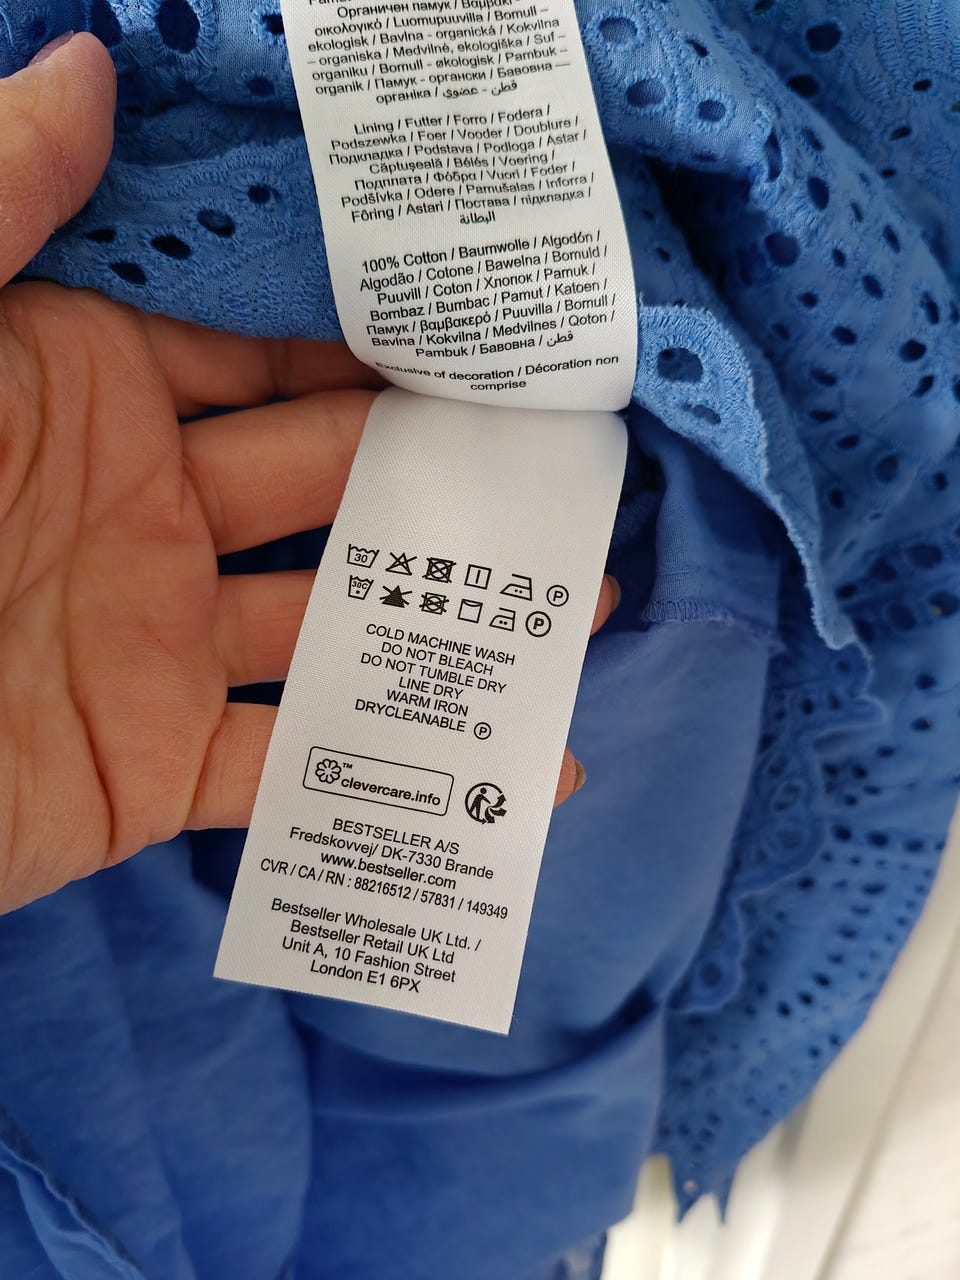 Органичен памук / Βαμβάκι -
οικολογικό / Luomupuuvilla / Bomull –
ekologisk / Bavlna - organická / Kokvilna
– organiska / Medvilnė, ekologiška / Suf –
organiku / Bomull - økologisk / Pambuk –
organik / Памук - органски / Бавовна —
органіка / قطن - عضوي
Lining / Futter / Forro / Fodera /
Podszewka / Foer / Vooder / Doublure /
Подкладка / Podstava / Podloga / Astar /
Căptușeală / Bélés / Voering /
Подплата / Φόδρα / Vuori / Foder /
Podšívka / Odere / Pamušalas / Inforra /
Fôring / Astari / Постава / підкладка /
البطانة
100% Cotton / Baumwolle / Algodón /
Algodão / Cotone / Bawełna / Bomuld /
Puuvill / Coton / Хлопок / Pamuk /
Bombaz / Bumbac / Pamut / Katoen /
Памук / βαμβακερό / Puuvilla / Bomull /
Bavlna / Kokvilna / Medvilnes / Qoton /
Pambuk / Бавовна / قطن
Exclusive of decoration / Décoration non
comprise
30 P
30C P
COLD MACHINE WASH
DO NOT BLEACH
DO NOT TUMBLE DRY
LINE DRY
WARM IRON
DRYCLEANABLE P
™
clevercare.info
BESTSELLER A/S
Fredskovvej/ DK-7330 Brande
www.bestseller.com
CVR / CA / RN : 88216512 / 57831 / 149349
Bestseller Wholesale UK Ltd. /
Bestseller Retail UK Ltd
Unit A, 10 Fashion Street
London E1 6PX